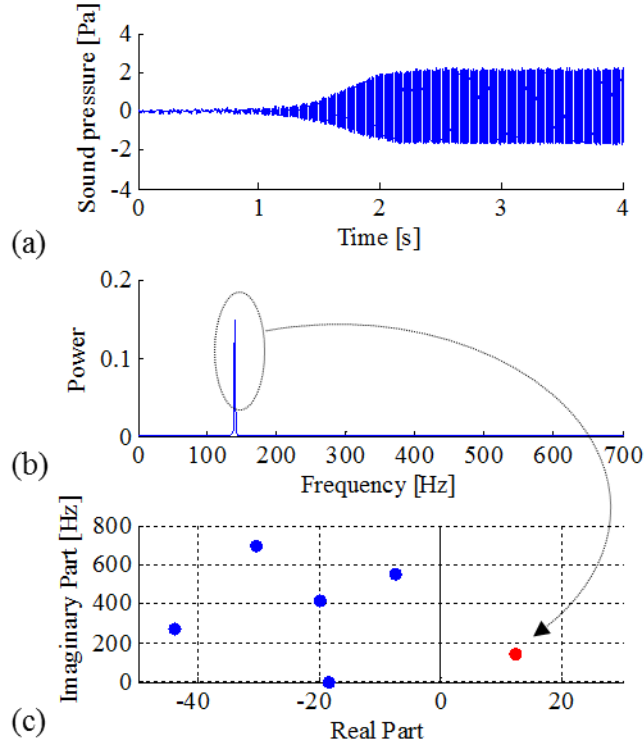 Sound pressure [Pa]
4
2
0
-2
-4
0 1 2 3 4
Time [s]
(a)
Power
0.2
0.1
0
0 100 200 300 400 500 600 700
Frequency [Hz]
(b)
Imaginary Part [Hz]
800
600
400
200
0
-40 -20 0 20
Real Part
(c)